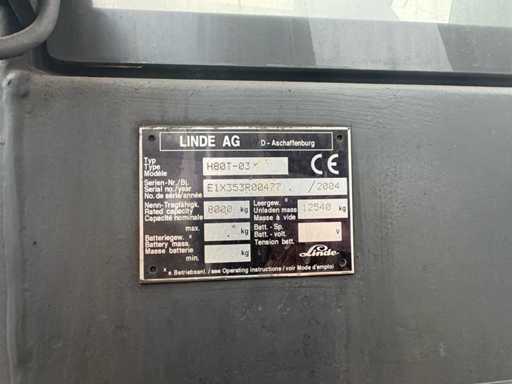 LINDE AG D - Aschaffenburg
Typ
Type H80T-03
Modèle
CE
Serien-Nr./Bj.
Serial no./year E1X353R00477 / 2004
No. de série/année
Nenn-Tragfähigk. Leergew.
Rated capacity 8000 kg Unladen mass 12540 kg
Capacité nominale Masse à vide
max. * kg Batt.- Sp.
Batteriegew. Batt.- volt. V
Battery mass Tension batt.
Masse batterie min. kg
Linde
* s. Betriebsanl. / see Operating instructions / voir Mode d'emploi